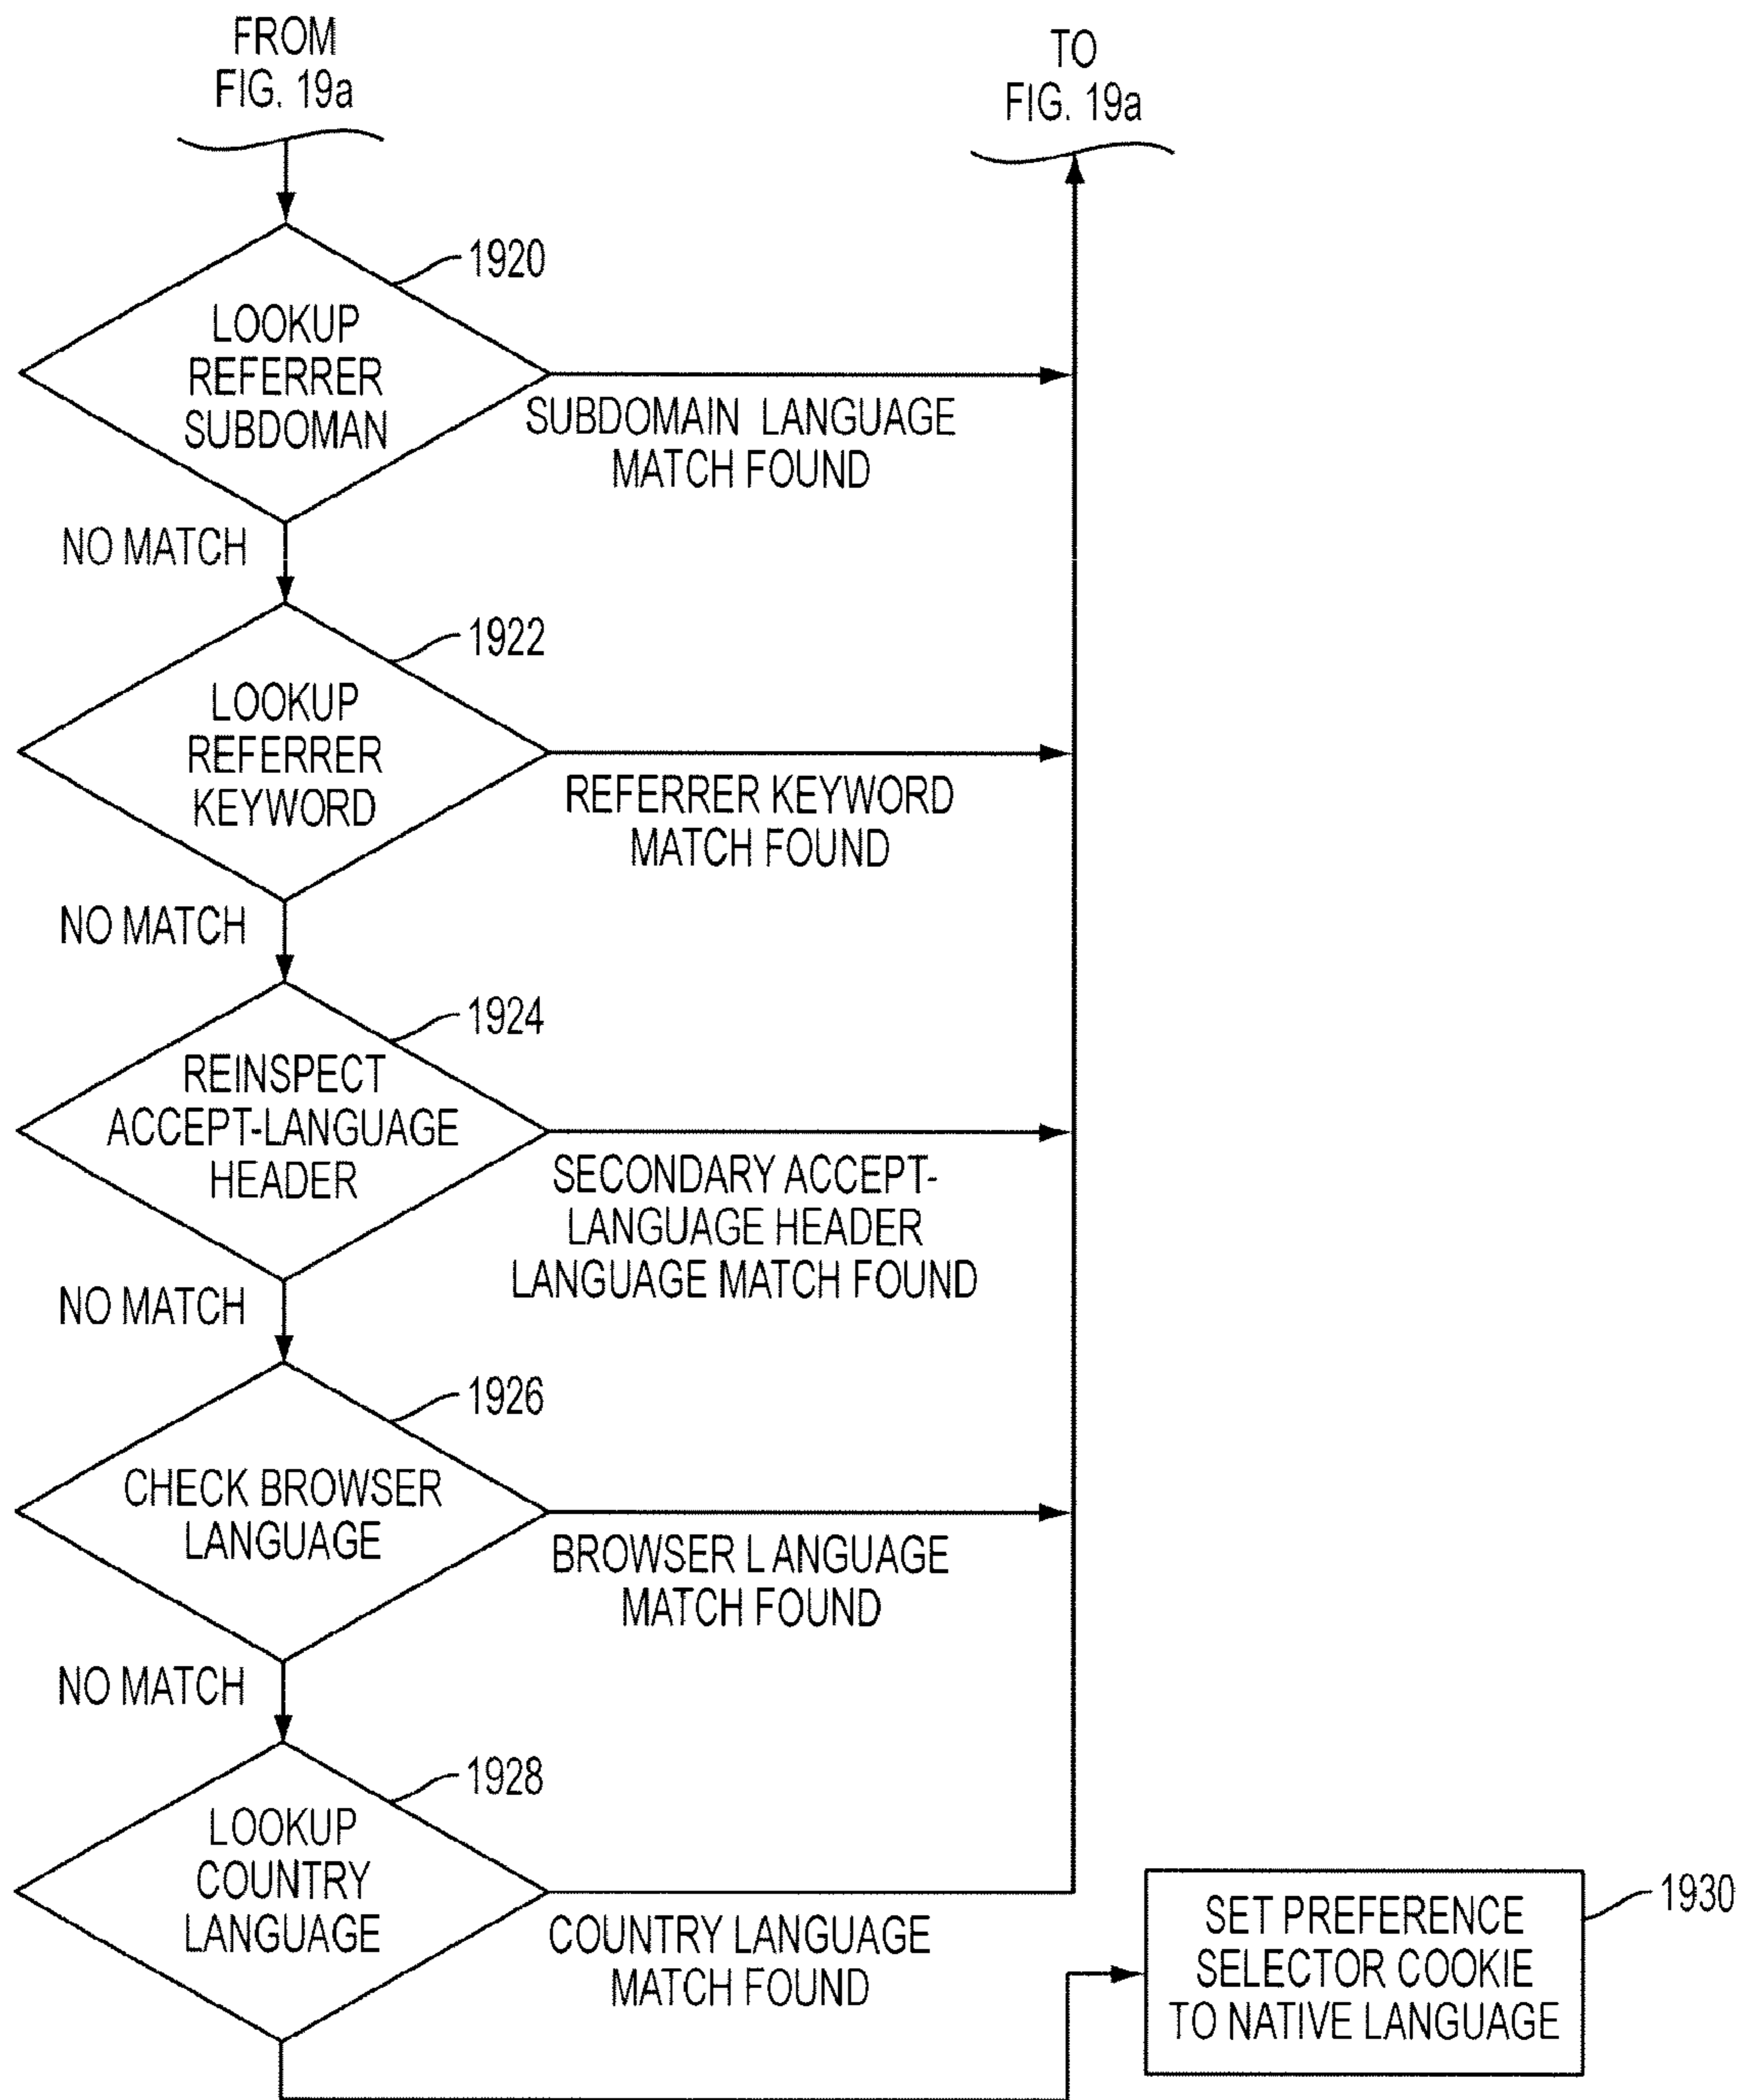 FROM
FIG. 19a
TO
FIG. 19a
1920
LOOKUP
REFERRER
SUBDOMAN
SUBDOMAIN LANGUAGE
MATCH FOUND
NO MATCH
1922
LOOKUP
REFERRER
KEYWORD
REFERRER KEYWORD
MATCH FOUND
NO MATCH
1924
REINSPECT
ACCEPT-LANGUAGE
HEADER
SECONDARY ACCEPT-
LANGUAGE HEADER
LANGUAGE MATCH FOUND
NO MATCH
1926
CHECK BROWSER
LANGUAGE
BROWSER LANGUAGE
MATCH FOUND
NO MATCH
1928
LOOKUP
COUNTRY
LANGUAGE
COUNTRY LANGUAGE
MATCH FOUND
1930
SET PREFERENCE
SELECTOR COOKIE
TO NATIVE LANGUAGE